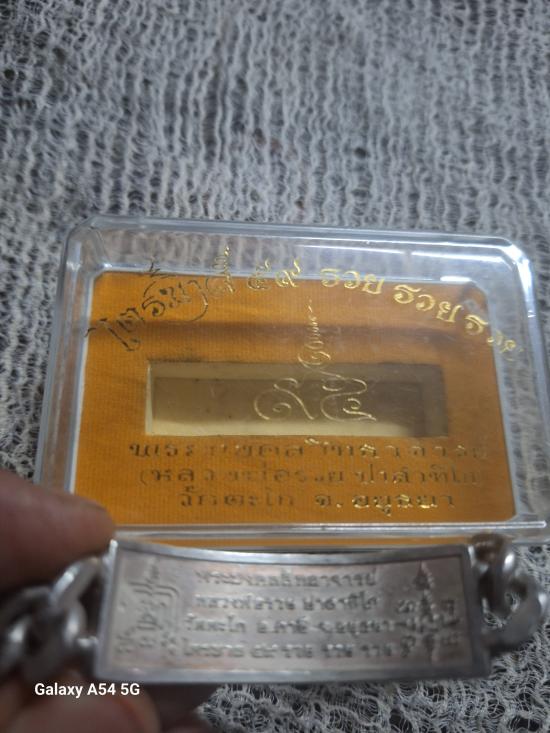 ไตรมาส ๕๙ รวย รวย รวย
พระมงคลสิทธาจารย์
(หลวงพ่อรวย ปาสาทิโก)
วัดตะโก จ. อยุธยา
พระมงคลสิทธาจารย์
หลวงพ่อรวย ปาสาทิโก
วัดตะโก อ.ภาชี จ.อยุธยา
ไตรมาส ๕๙ รวย รวย รวย
Galaxy A54 5G